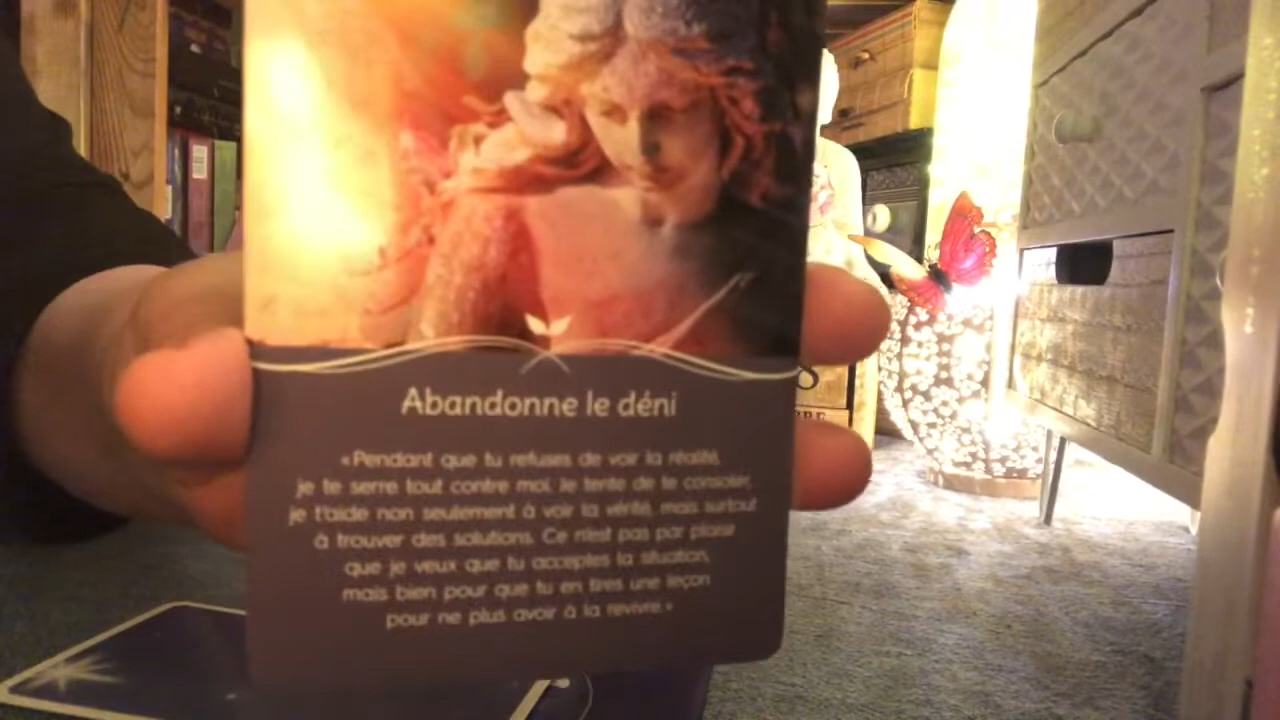 Abandonne le déni
«Pendant que tu refuses de voir la réalité,
je te serre tout contre moi. Je tente de te consoler,
je t'aide non seulement à voir la vérité, mais surtout
à trouver des solutions. Ce n'est pas par plaisir
que je veux que tu acceptes la situation,
mais bien pour que tu en tires une leçon
pour ne plus avoir à la revivre.»